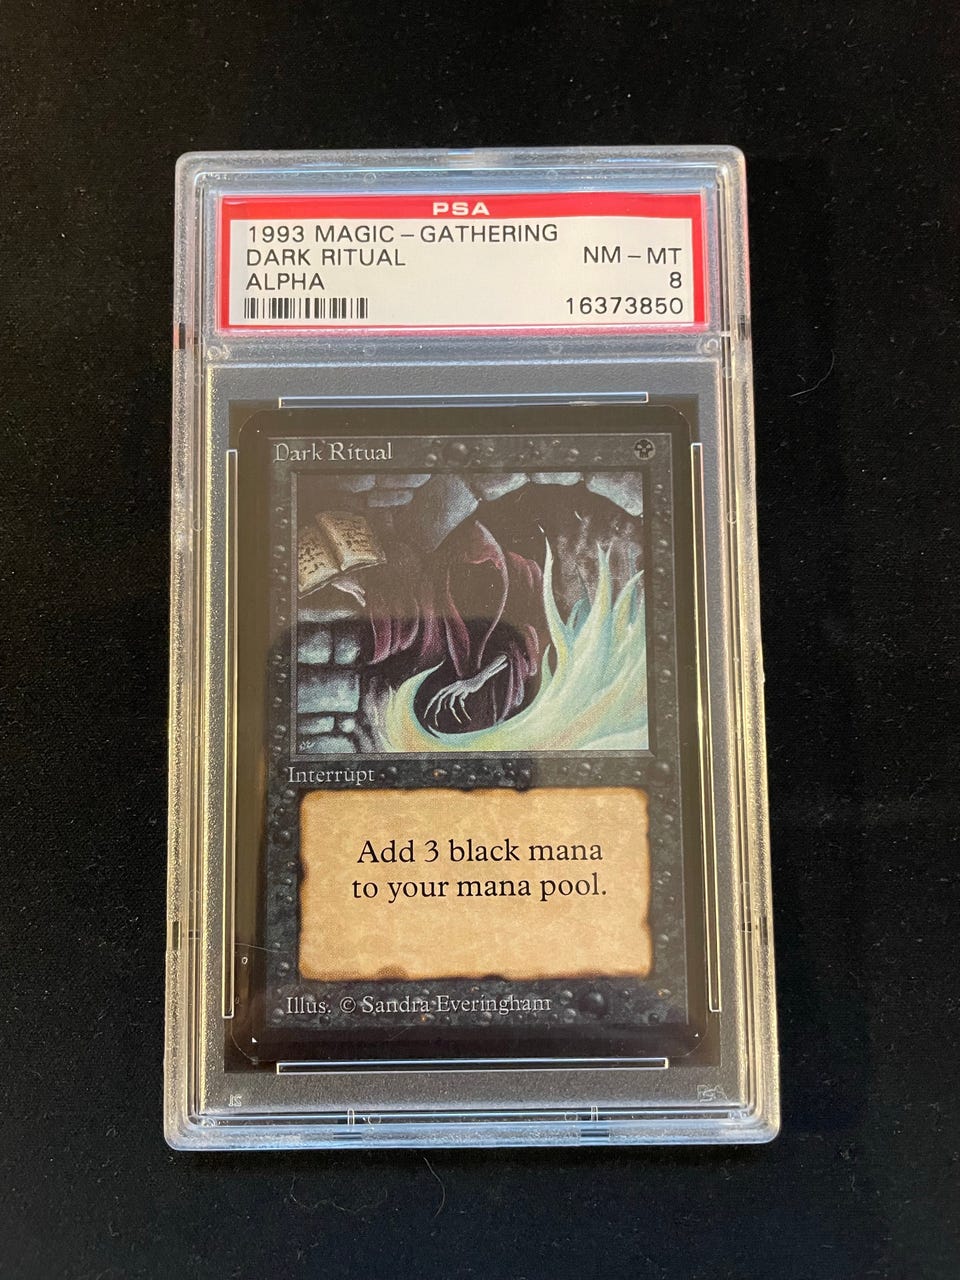 PSA
1993 MAGIC-GATHERING
DARK RITUAL NM-MT
ALPHA 8
16373850
Dark Ritual
Interrupt
Add 3 black mana
to your mana pool.
Illus. © Sandra Everingham